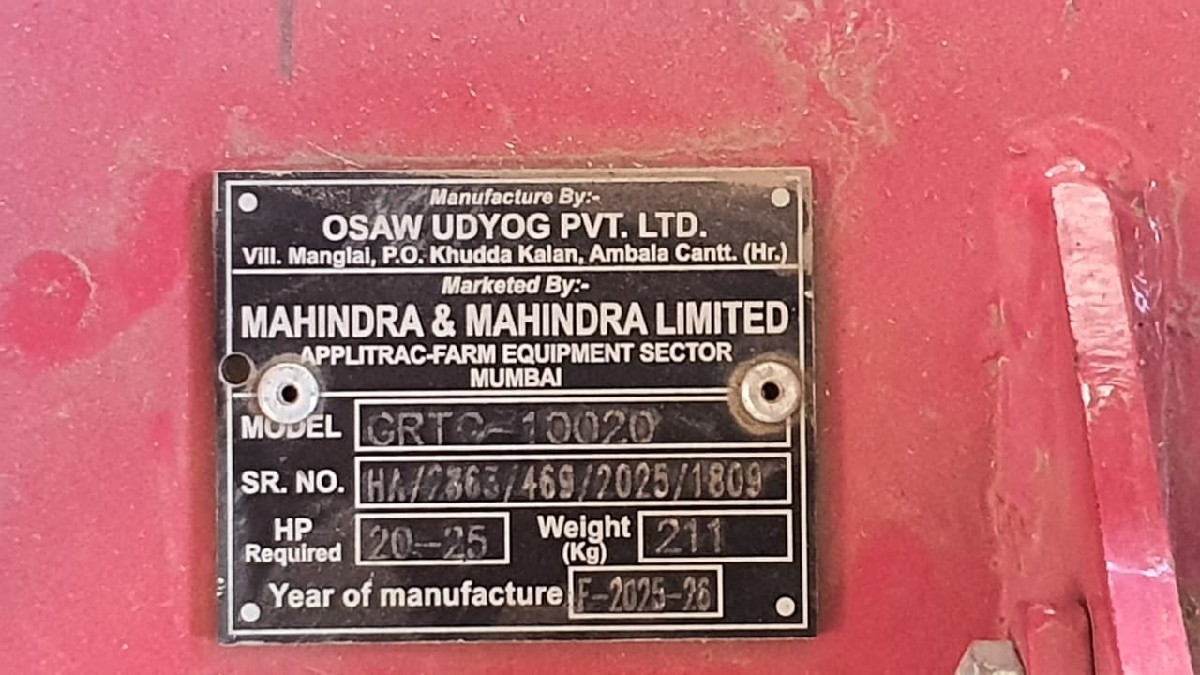 Manufacture By:-
OSAW UDYOG PVT. LTD.
Vill. Manglai, P.O. Khudda Kalan, Ambala Cantt. (Hr.)
Marketed By:-
MAHINDRA & MAHINDRA LIMITED
APPLITRAC-FARM EQUIPMENT SECTOR
MUMBAI
MODEL
SR. NO.
HP Required 20-25 Weight (Kg) 211
Year of manufacture F-2025-26